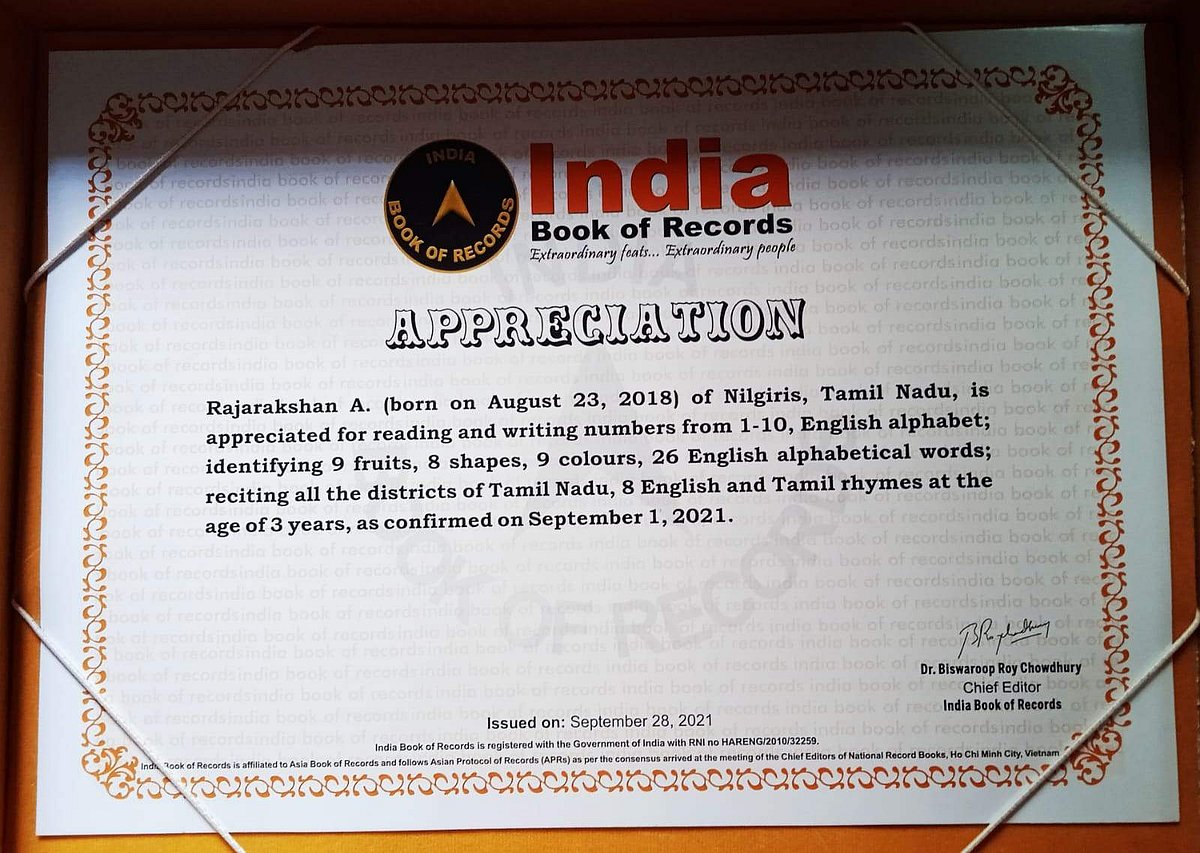 INDIA
BOOK OF RECORDS
India
Book of Records
Extraordinary feats... Extraordinary people
APPRECIATION
Rajarakshan A. (born on August 23, 2018) of Nilgiris, Tamil Nadu, is
appreciated for reading and writing numbers from 1-10, English alphabet;
identifying 9 fruits, 8 shapes, 9 colours, 26 English alphabetical words;
reciting all the districts of Tamil Nadu, 8 English and Tamil rhymes at the
age of 3 years, as confirmed on September 1, 2021.
Dr. Biswaroop Roy Chowdhury
Chief Editor
India Book of Records
Issued on: September 28, 2021
India Book of Records is registered with the Government of India with RNI no HARENG/2010/32259.
Book of Records is affiliated to Asia Book of Records and follows Asian Protocol of Records (APRs) as per the consensus arrived at the meeting of the Chief Editors of National Record Books, Ho Chi Minh City, Vietnam